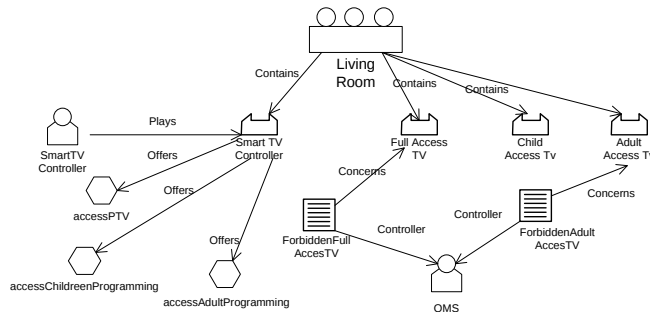 Living
Room
Contains
Contains
Contains
Plays
SmartTV
Controller
Smart TV
Controller
Full Access
TV
Child
Access Tv
Adult
Access Tv
Offers
Offers
Offers
Concerns
Concerns
accessPTV
ForbiddenFull
AccesTV
Controller
Controller
ForbiddenAdult
AccesTV
accessChildreenProgramming
accessAdultProgramming
OMS